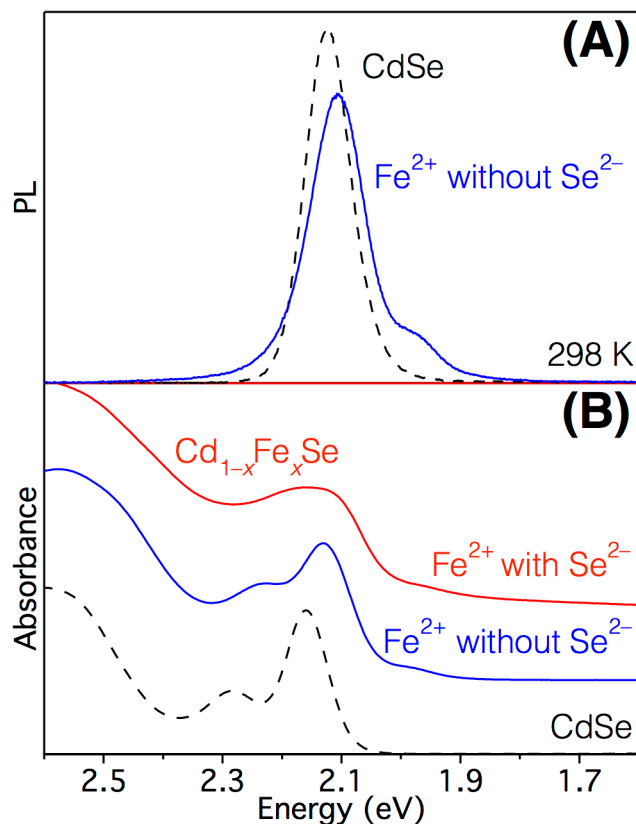 (A)
CdSe
Fe²⁺ without Se²⁻
PL
298 K
(B)
Cd₁₋ₓFeₓSe
Fe²⁺ with Se²⁻
Absorbance
Fe²⁺ without Se²⁻
CdSe
2.5 2.3 2.1 1.9 1.7
Energy (eV)